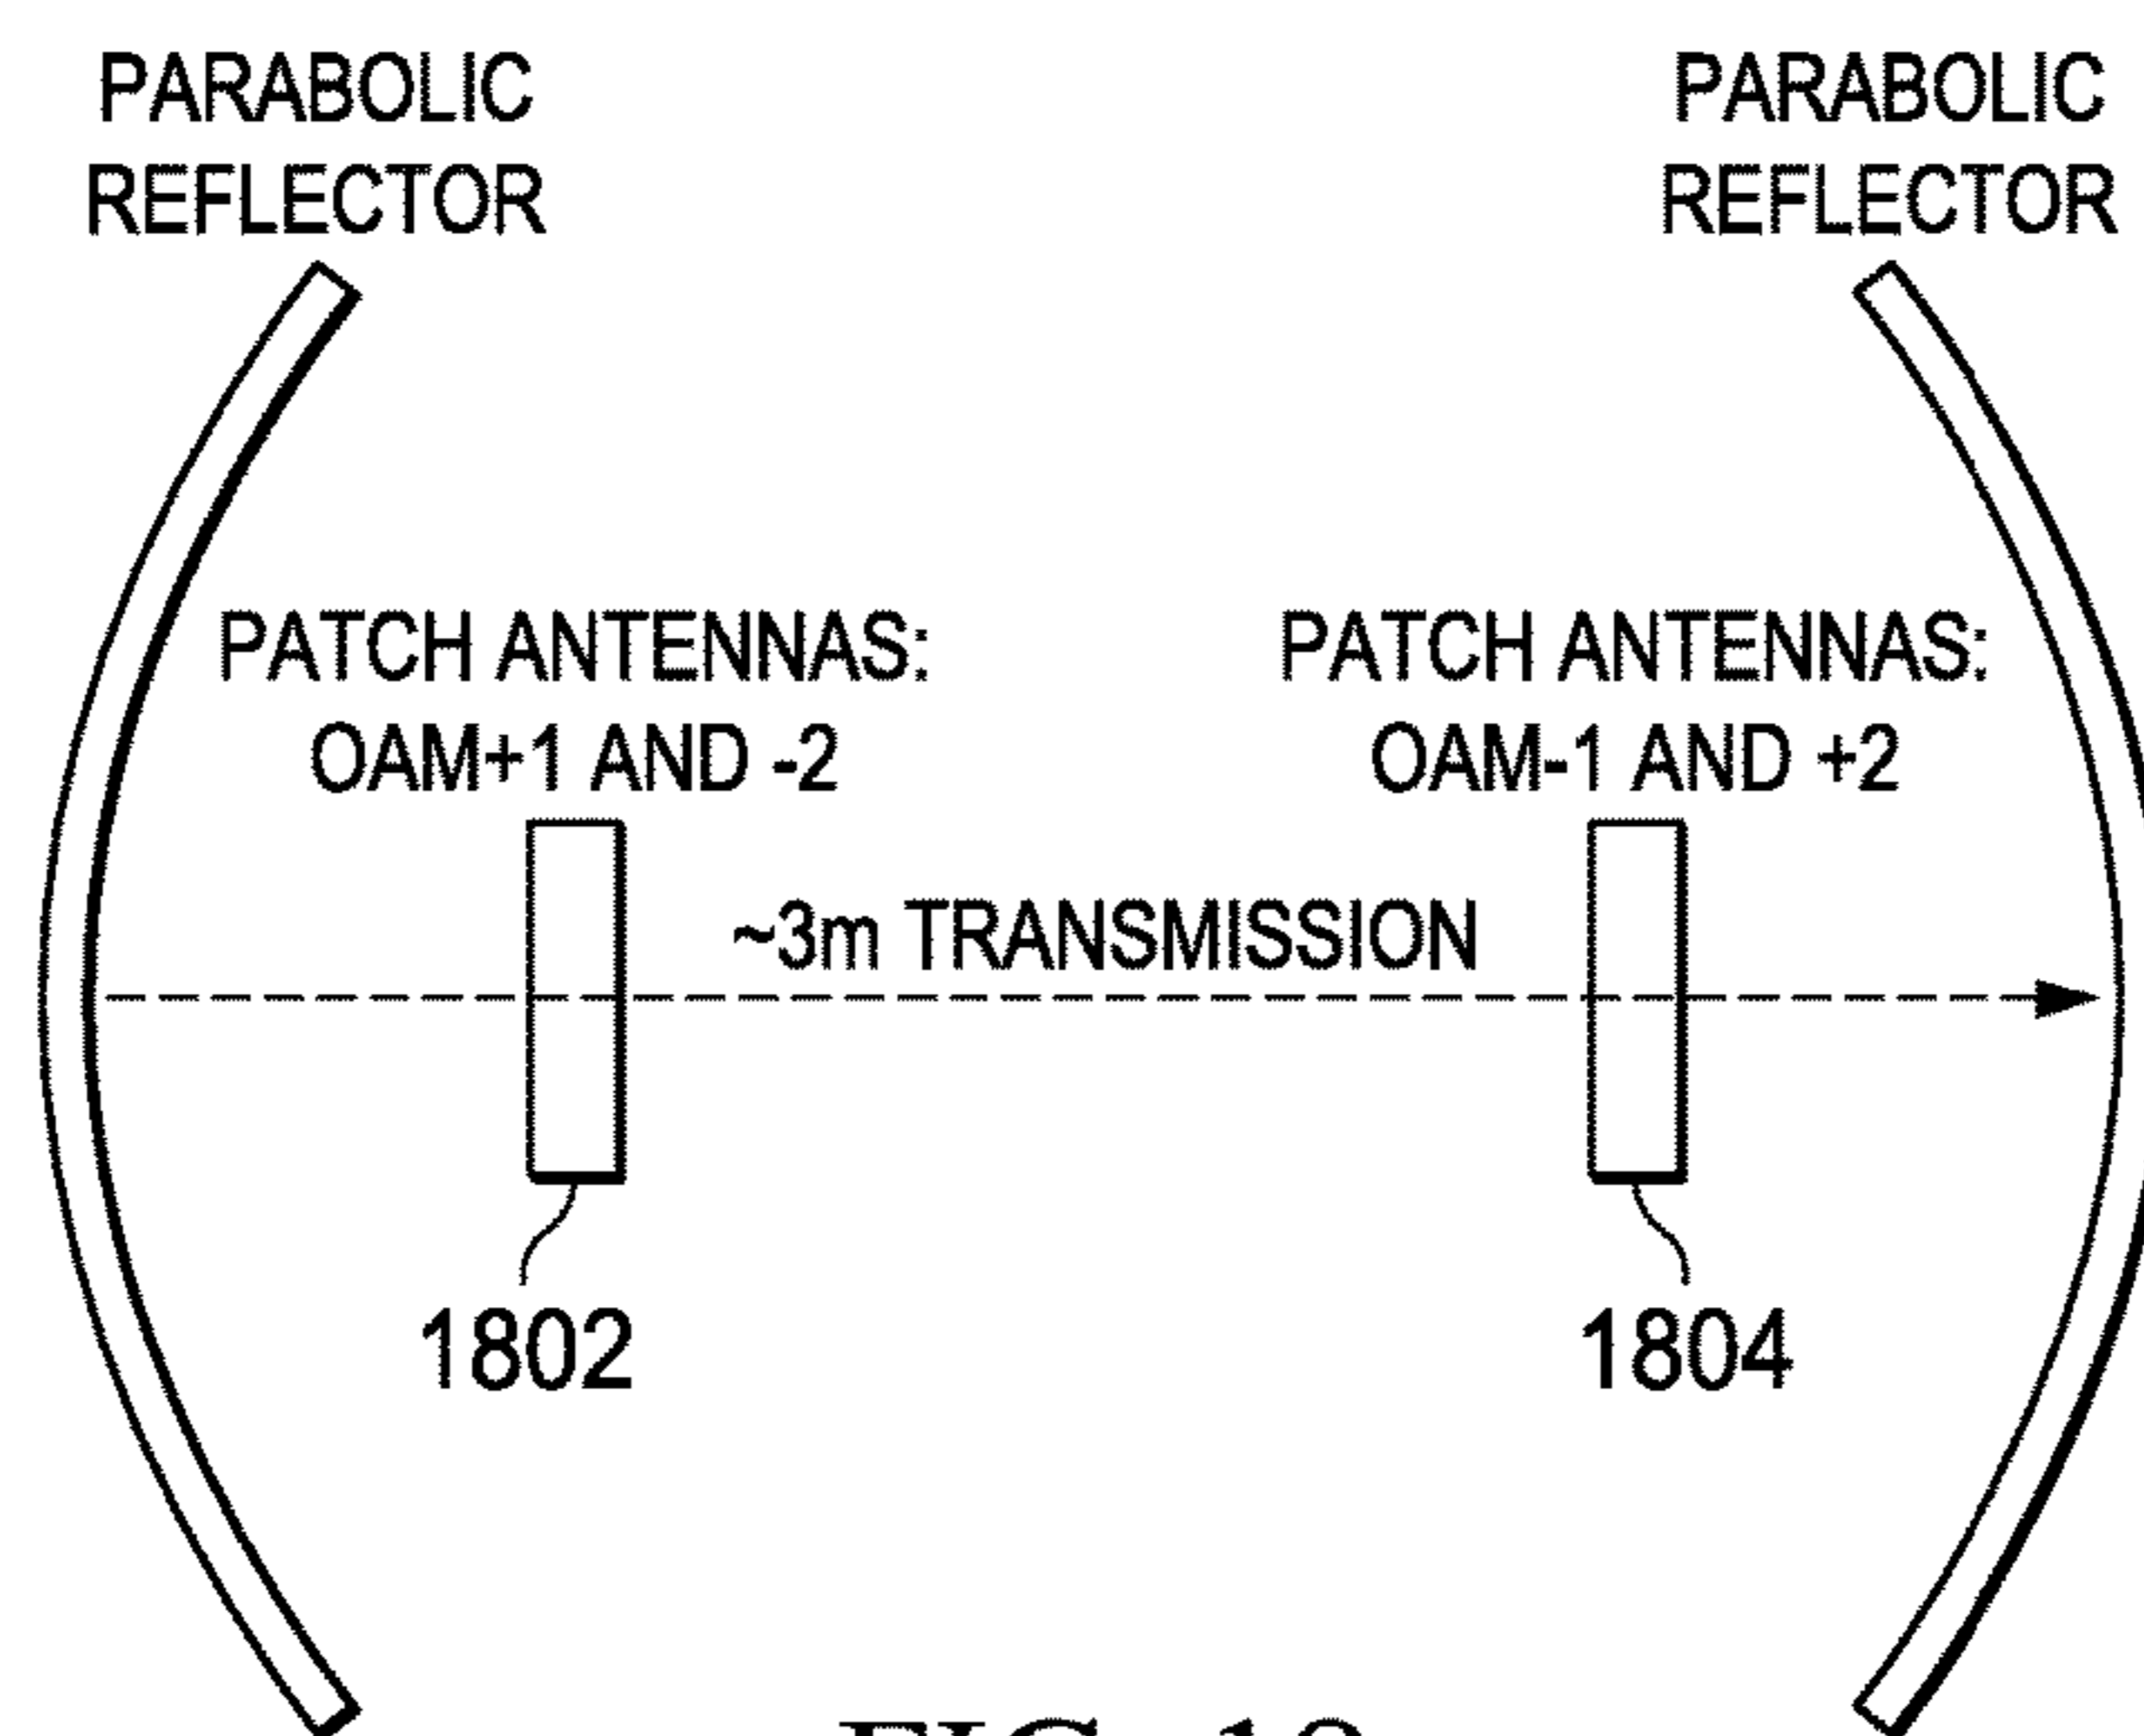 PARABOLIC
REFLECTOR
PARABOLIC
REFLECTOR
PATCH ANTENNAS:
OAM+1 AND -2
PATCH ANTENNAS:
OAM-1 AND +2
~3m TRANSMISSION
1802
1804